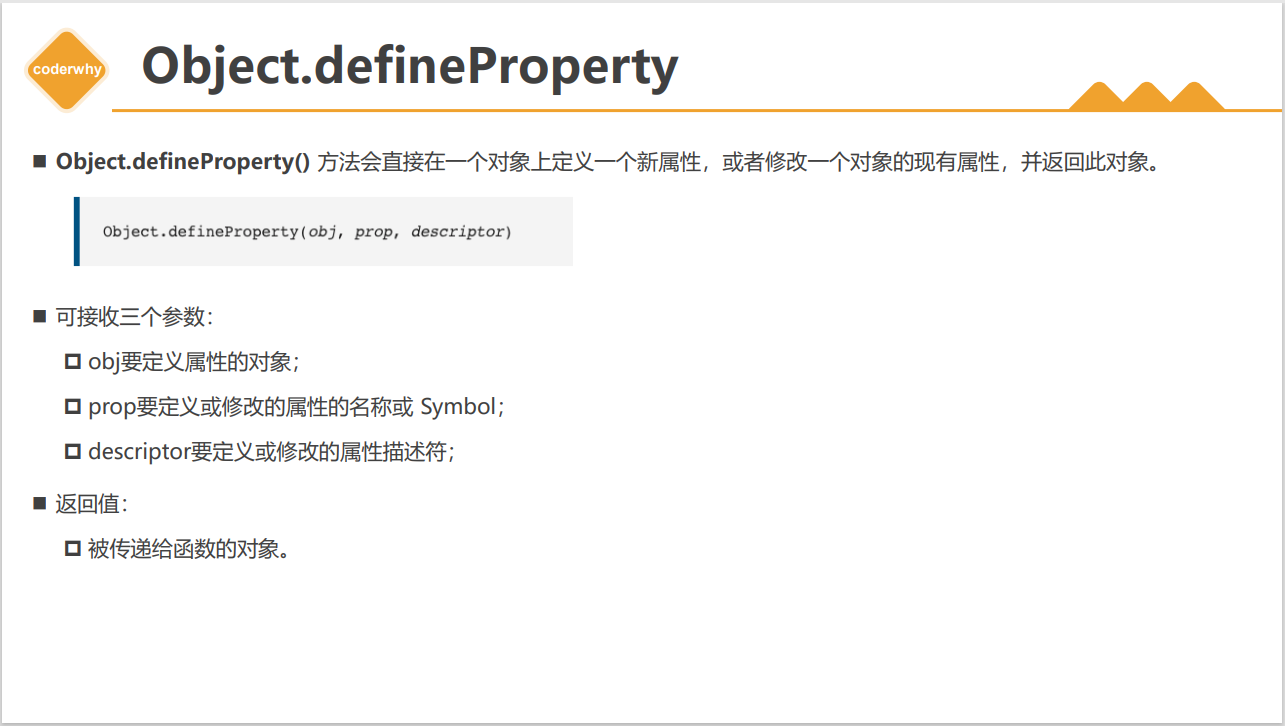 coderwhy
Object.defineProperty
Object.defineProperty() 方法会直接在一个对象上定义一个新属性，或者修改一个对象的现有属性，并返回此对象。
Object.defineProperty(obj, prop, descriptor)
可接收三个参数：
obj要定义属性的对象；
prop要定义或修改的属性的名称或 Symbol；
descriptor要定义或修改的属性描述符；
返回值：
被传递给函数的对象。